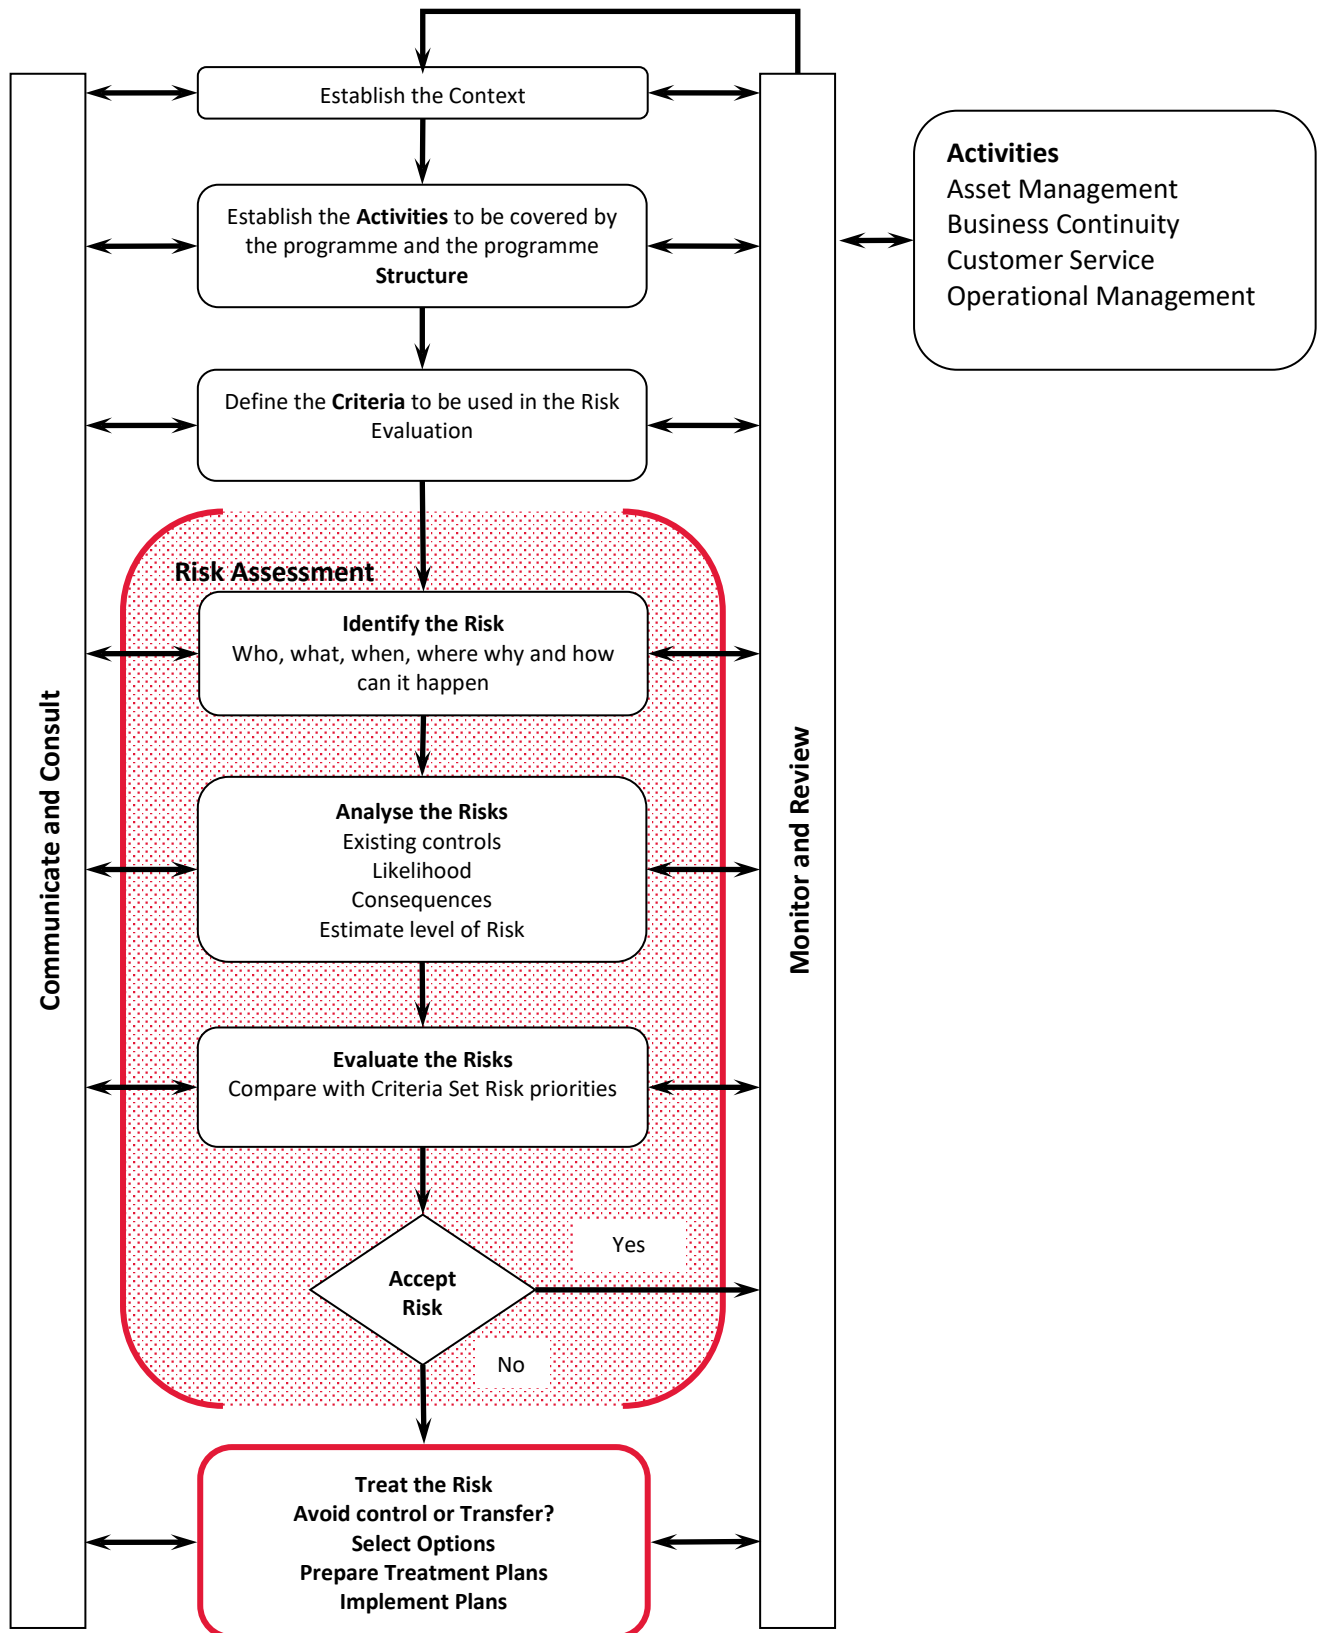 Establish the Context
Activities
Asset Management
Business Continuity
Customer Service
Operational Management
Establish the Activities to be covered by
the programme and the programme
Structure
Define the Criteria to be used in the Risk
Evaluation
Risk Assessment
Identify the Risk
Who, what, when, where why and how
can it happen
Communicate and Consult
Monitor and Review
Analyse the Risks
Existing controls
Likelihood
Consequences
Estimate level of Risk
Evaluate the Risks
Compare with Criteria Set Risk priorities
Yes
Accept
Risk
No
Treat the Risk
Avoid control or Transfer?
Select Options
Prepare Treatment Plans
Implement Plans